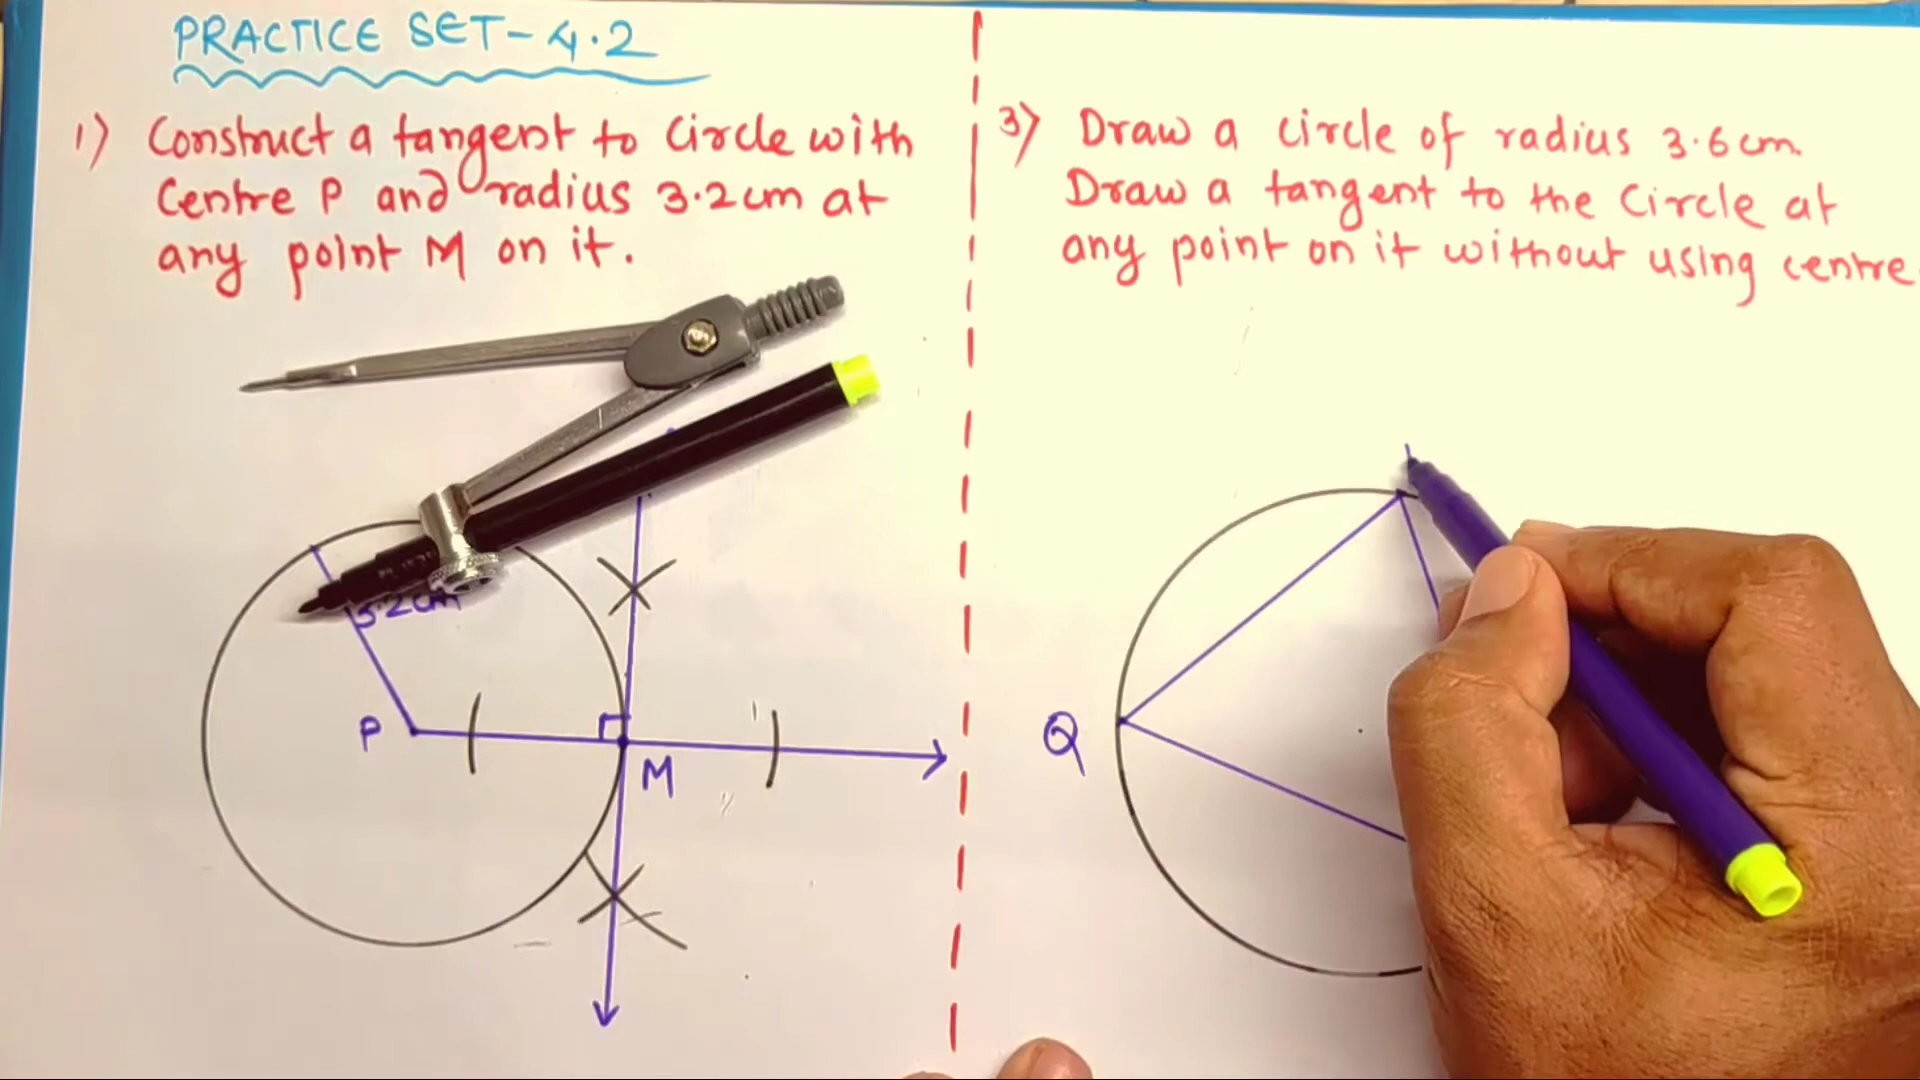 PRACTICE SET-4.2
1) Construct a tangent to Circle with
Centre P and radius 3.2cm at
any point M on it.
3.2cm
P
M
3) Draw a circle of radius 3.6cm.
Draw a tangent to the Circle at
any point on it without using centre.
Q